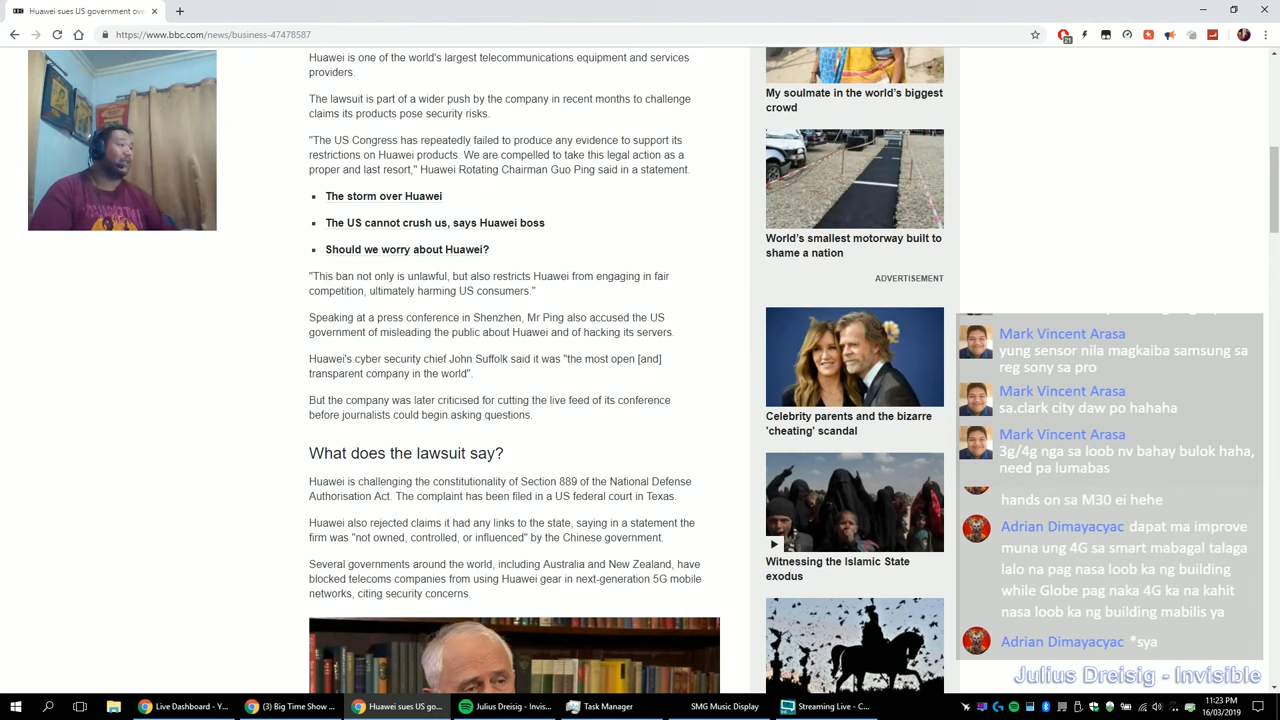 Huawei sues US government ove
https://www.bbc.com/news/business-47478587
21
Huawei is one of the world's largest telecommunications equipment and services
providers.
The lawsuit is part of a wider push by the company in recent months to challenge
claims its products pose security risks.
"The US Congress has repeatedly failed to produce any evidence to support its
restrictions on Huawei products. We are compelled to take this legal action as a
proper and last resort," Huawei Rotating Chairman Guo Ping said in a statement.
The storm over Huawei
The US cannot crush us, says Huawei boss
Should we worry about Huawei?
"This ban not only is unlawful, but also restricts Huawei from engaging in fair
competition, ultimately harming US consumers."
Speaking at a press conference in Shenzhen, Mr Ping also accused the US
government of misleading the public about Huawei and of hacking its servers.
Huawei's cyber security chief John Suffolk said it was "the most open [and]
transparent company in the world".
But the company was later criticised for cutting the live feed of its conference
before journalists could begin asking questions.
What does the lawsuit say?
Huawei is challenging the constitutionality of Section 889 of the National Defense
Authorisation Act. The complaint has been filed in a US federal court in Texas.
Huawei also rejected claims it had any links to the state, saying in a statement the
firm was "not owned, controlled, or influenced" by the Chinese government.
Several governments around the world, including Australia and New Zealand, have
blocked telecoms companies from using Huawei gear in next-generation 5G mobile
networks, citing security concerns.
My soulmate in the world's biggest
crowd
World's smallest motorway built to
shame a nation
ADVERTISEMENT
Celebrity parents and the bizarre
'cheating' scandal
Witnessing the Islamic State
exodus
Mark Vincent Arasa
yung sensor nila magkaiba samsung sa
reg sony sa pro
Mark Vincent Arasa
sa.clark city daw po hahaha
Mark Vincent Arasa
3g/4g nga sa loob nv bahay bulok haha,
need pa lumabas
hands on sa M30 ei hehe
Adrian Dimayacyac dapat ma improve
muna ung 4G sa smart mabagal talaga
lalo na pag nasa loob ka ng building
while Globe pag naka 4G ka na kahit
nasa loob ka ng building mabilis ya
Adrian Dimayacyac *sya
Julius Dreisig - Invisible
Live Dashboard - Y...
(3) Big Time Show ...
Huawei sues US go...
Julius Dreisig - Invis...
Task Manager
SMG Music Display
Streaming Live - C...
11:23 PM
16/03/2019